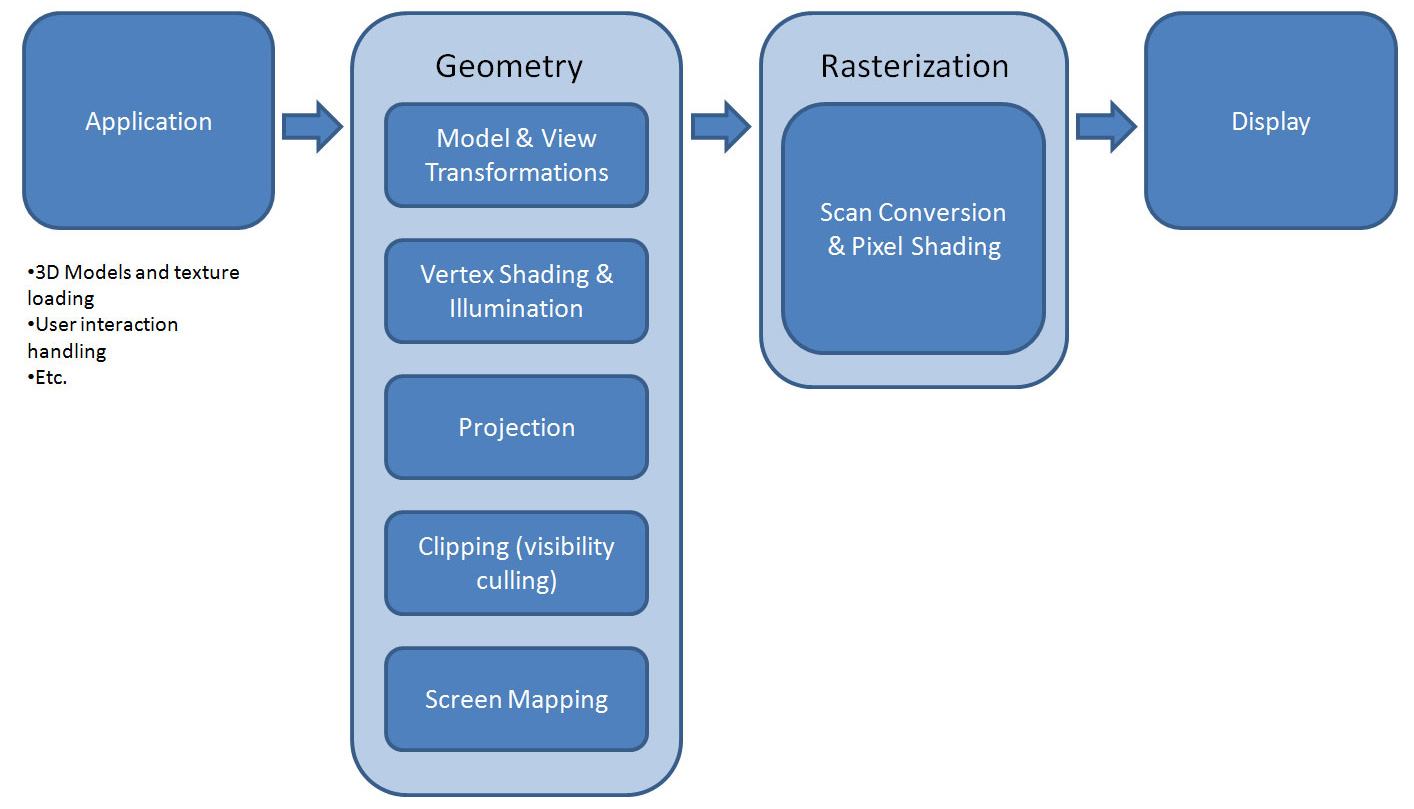 Application
•3D Models and texture
loading
•User interaction
handling
•Etc.
Geometry
Model & View
Transformations
Vertex Shading &
Illumination
Projection
Clipping (visibility
culling)
Screen Mapping
Rasterization
Scan Conversion
& Pixel Shading
Display